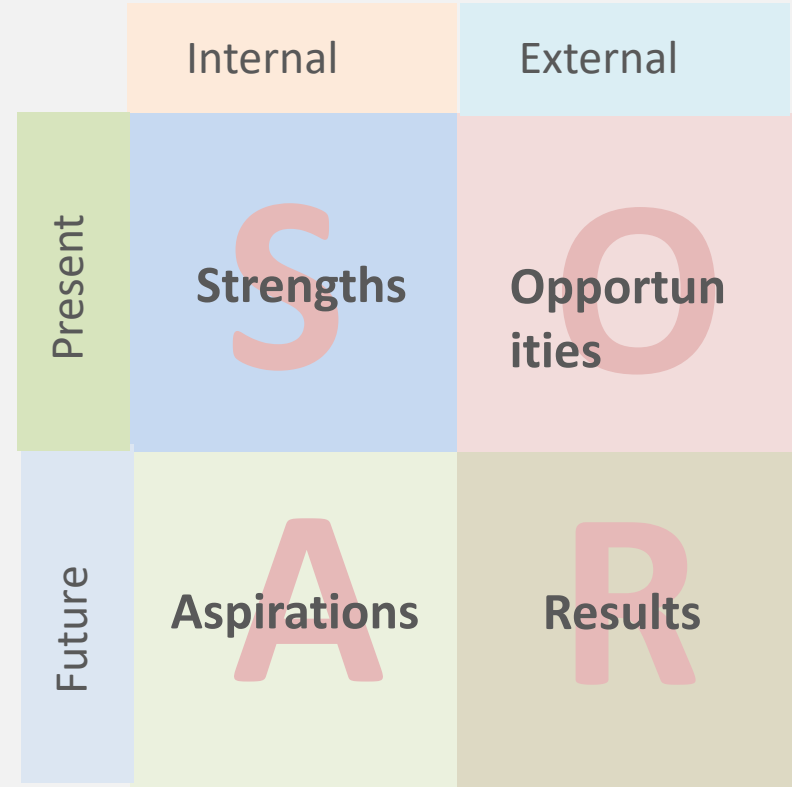 Internal
External
Present
S
Strengths
O
Opportun
ities
Future
A
Aspirations
R
Results